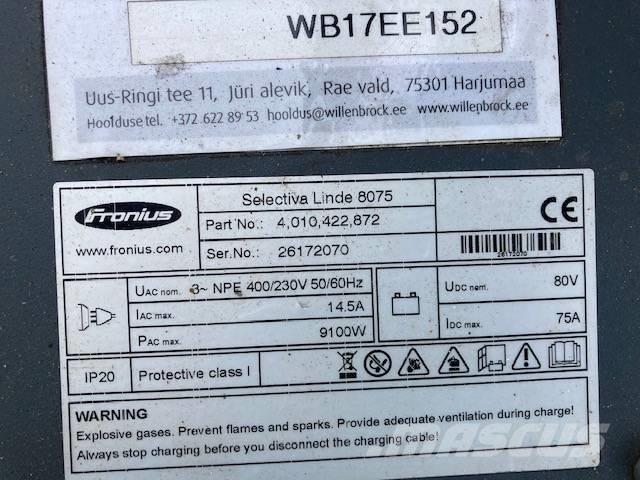 WB17EE152
Uus-Ringi tee 11, Jüri alevik, Rae vald, 75301 Harjumaa
Hoolduse tel. +372 622 89 53 hooldus@willenbrock.ee www.willenbrock.ee
Fronius
www.fronius.com
Selectiva Linde 8075
Part No.: 4,010,422,872
Ser.No.: 26172070
CE
26172070
UAC nom. 3~ NPE 400/230V 50/60Hz
IAC max. 14.5A
PAC max. 9100W
UDC nom. 80V
IDC max. 75A
IP20 Protective class I
WARNING
Explosive gases. Prevent flames and sparks. Provide adequate ventilation during charge!
Always stop charging before you disconnect the charging cable!
MASCUS